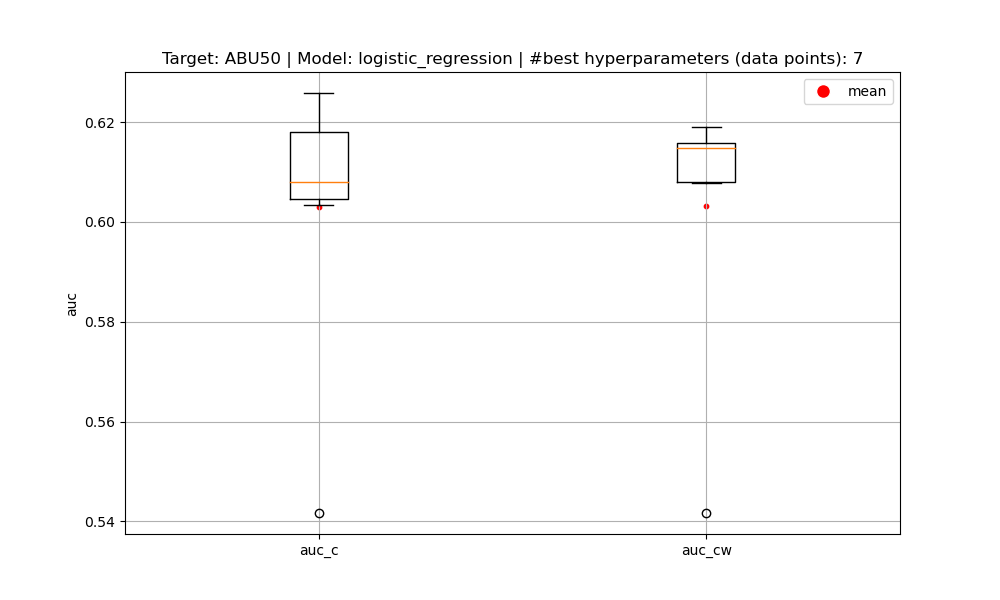 Target: ABU50 | Model: logistic_regression | #best hyperparameters (data points): 7
mean
0.62
0.60
0.58
0.56
0.54
auc
auc_c
auc_cw